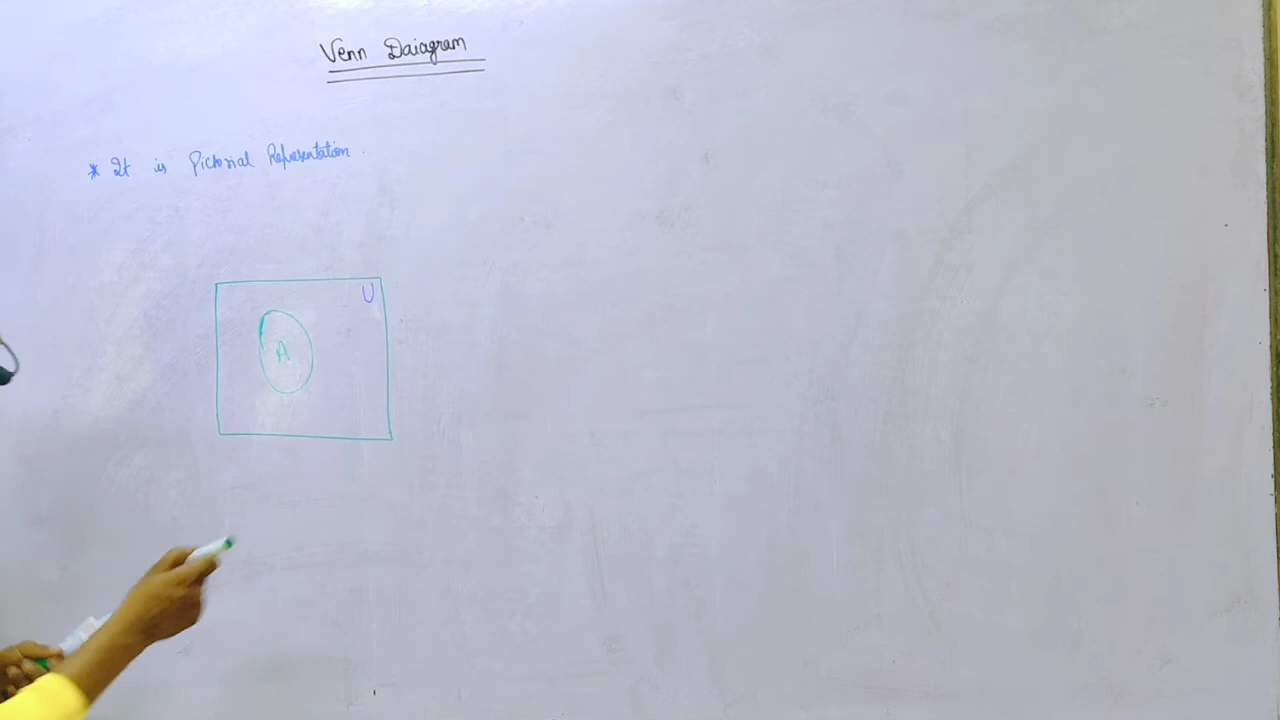 Venn Daiagram
* It is Pictorial Representation.
U
A